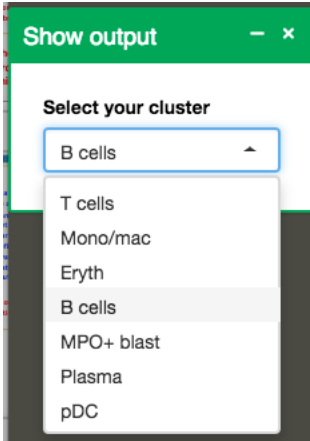 Show output
Select your cluster
B cells
T cells
Mono/mac
Eryth
B cells
MPO+ blast
Plasma
pDC